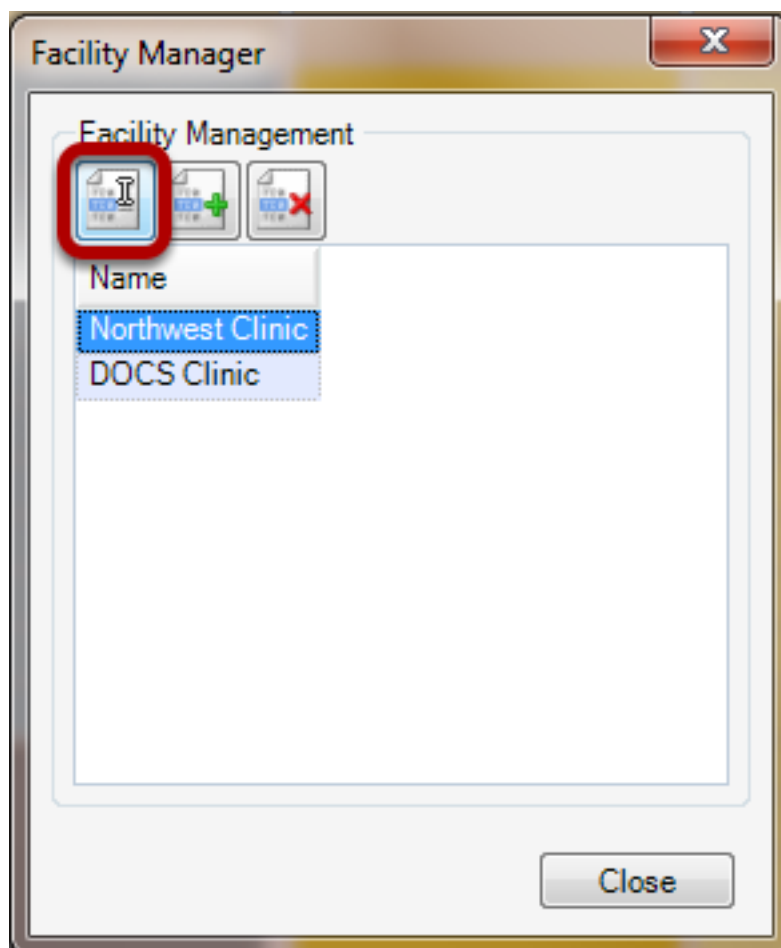 Facility Manager
Facility Management
Name
Northwest Clinic
DOCS Clinic
Close